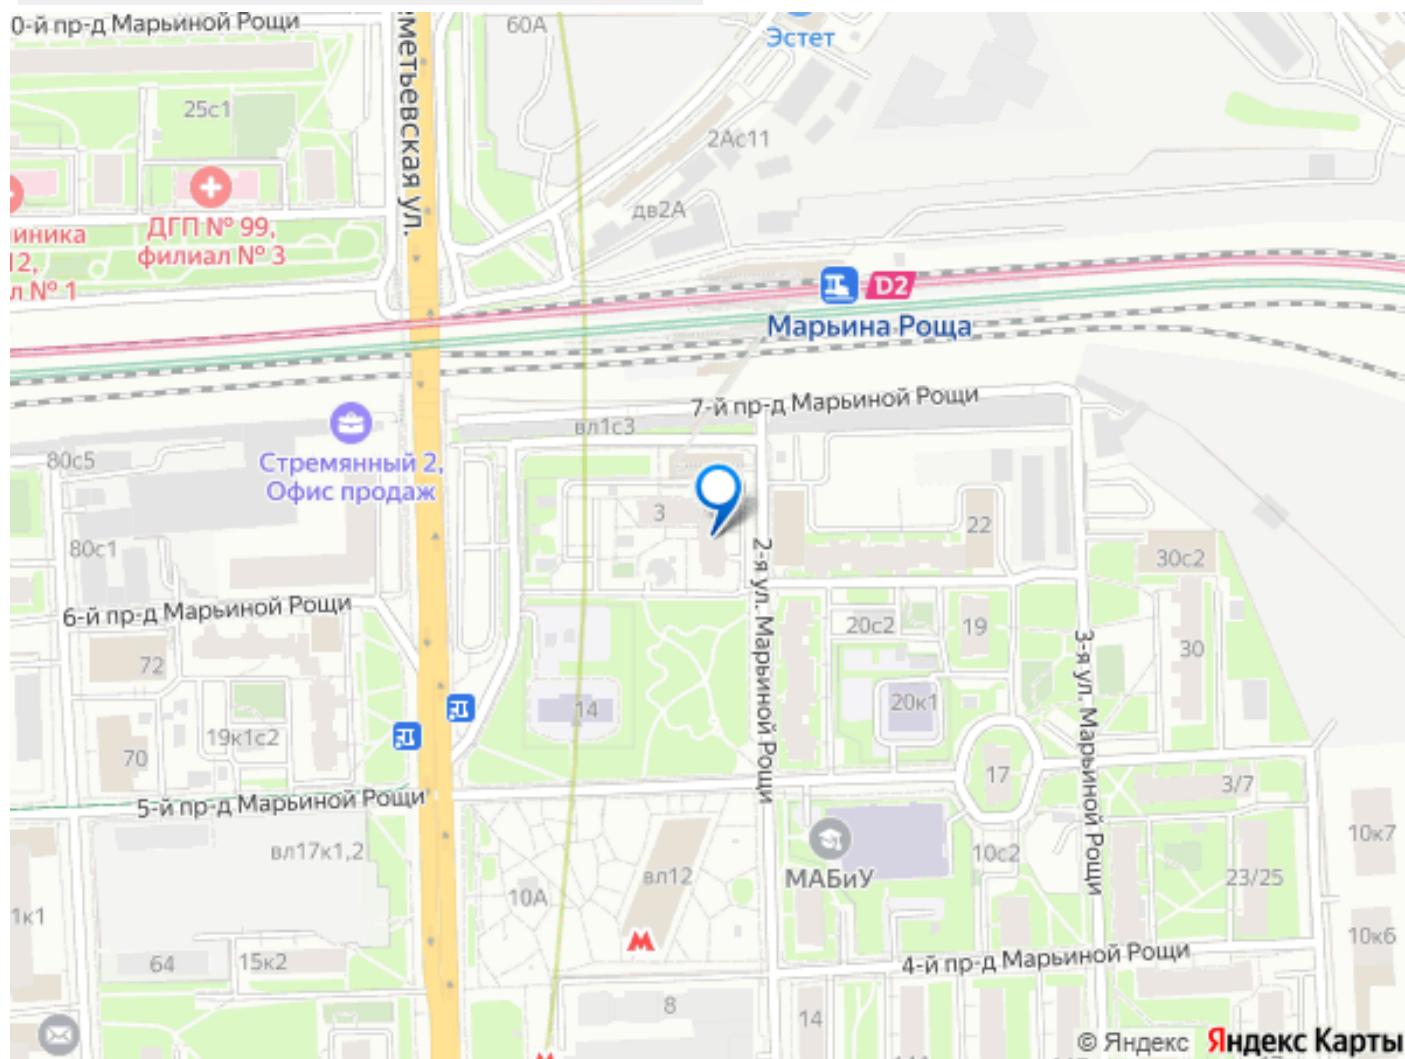 0-й пр-д Марьиной Рощи
60А
Эстет
метьевская ул.
25с1
2Ас11
ДГП № 99,
филиал № 3
иника
12,
л № 1
дв2А
D2
Марьина Роща
7-й пр-д Марьиной Рощи
вл1с3
80с5
Стремянный 2,
Офис продаж
3
22
80с1
30с2
2-я ул. Марьиной Рощи
6-й пр-д Марьиной Рощи
20с2
19
3-я ул. Марьиной Рощи
30
72
14
20к1
19к1с2
70
17
3/7
5-й пр-д Марьиной Рощи
вл17к1,2
10к7
10с2
вл12
МАБиУ
10А
23/25
1к1
10к6
64
15к2
4-й пр-д Марьиной Рощи
8
14
© Яндекс Яндекс Карты